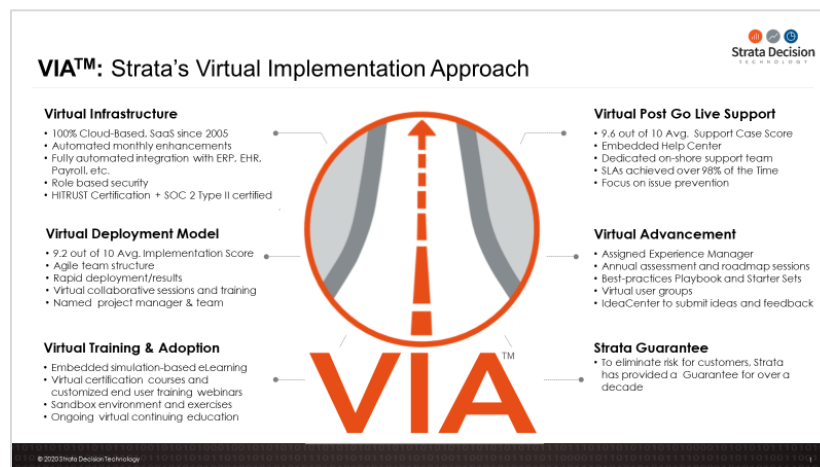 VIA™: Strata's Virtual Implementation Approach
Strata Decision
TECHNOLOGY
Virtual Infrastructure
• 100% Cloud-Based, SaaS since 2005
• Automated monthly enhancements
• Fully automated integration with ERP, EHR,
Payroll, etc.
• Role based security
• HITRUST Certification + SOC 2 Type II certified
Virtual Deployment Model
• 9.2 out of 10 Avg. Implementation Score
• Agile team structure
• Rapid deployment/results
• Virtual collaborative sessions and training
• Named project manager & team
Virtual Training & Adoption
• Embedded simulation-based eLearning
• Virtual certification courses and
customized end user training webinars
• Sandbox environment and exercises
• Ongoing virtual continuing education
VIA™
Virtual Post Go Live Support
• 9.6 out of 10 Avg. Support Case Score
• Embedded Help Center
• Dedicated on-shore support team
• SLAs achieved over 98% of the Time
• Focus on issue prevention
Virtual Advancement
• Assigned Experience Manager
• Annual assessment and roadmap sessions
• Best-practices Playbook and Starter Sets
• Virtual user groups
• IdeaCenter to submit ideas and feedback
Strata Guarantee
• To eliminate risk for customers, Strata
has provided a Guarantee for over a
decade
© 2020 Strata Decision Technology
1